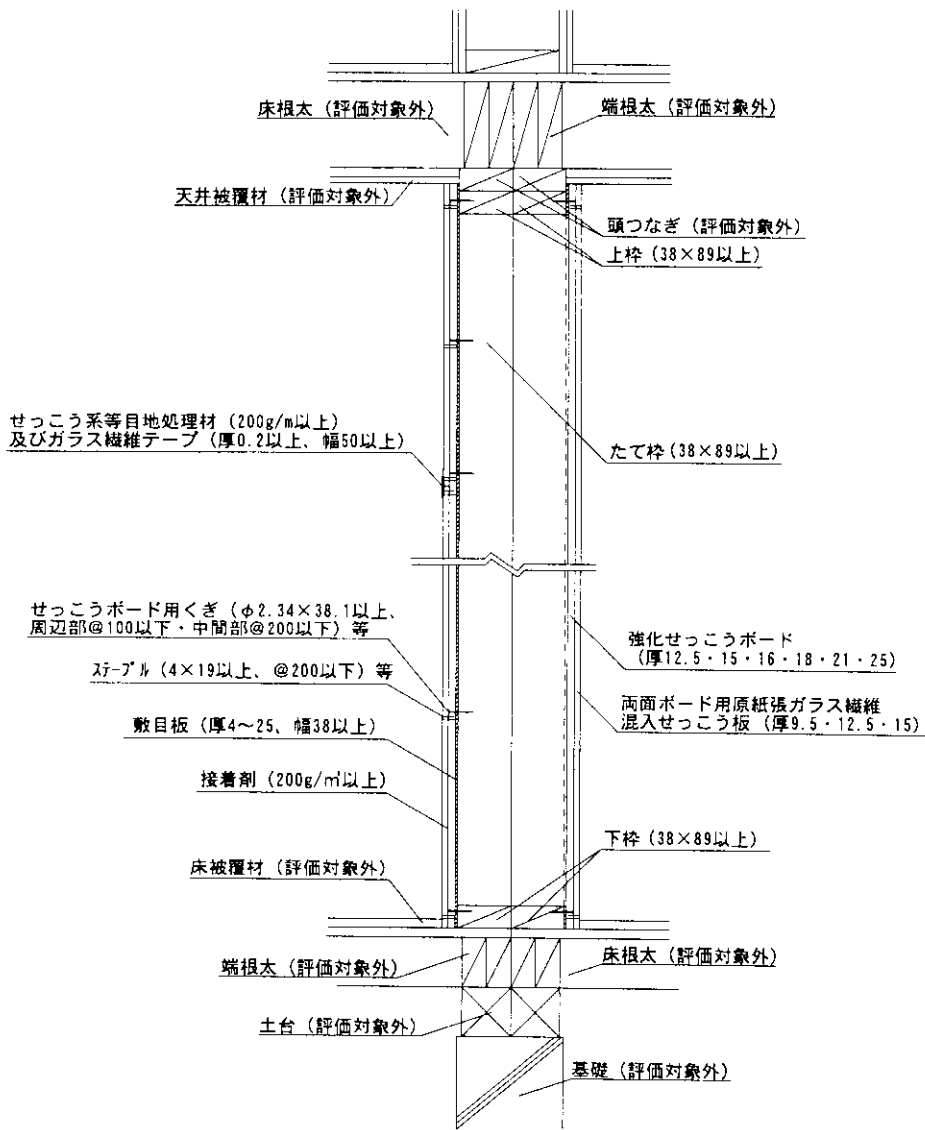 床根太 (評価対象外)
端根太 (評価対象外)
天井被覆材 (評価対象外)
頭つなぎ (評価対象外)
上枠 (38×89以上)
せっこう系等目地処理材 (200g/m以上)
及びガラス繊維テープ (厚0.2以上、幅50以上)
たて枠 (38×89以上)
せっこうボード用くぎ (φ2.34×38.1以上、
周辺部@100以下・中間部@200以下) 等
強化せっこうボード
(厚12.5・15・16・18・21・25)
ステープル (4×19以上、@200以下) 等
両面ボード用原紙張ガラス繊維
混入せっこう板 (厚9.5・12.5・15)
敷目板 (厚4～25、幅38以上)
接着剤 (200g/㎡以上)
下枠 (38×89以上)
床被覆材 (評価対象外)
端根太 (評価対象外)
床根太 (評価対象外)
土台 (評価対象外)
基礎 (評価対象外)